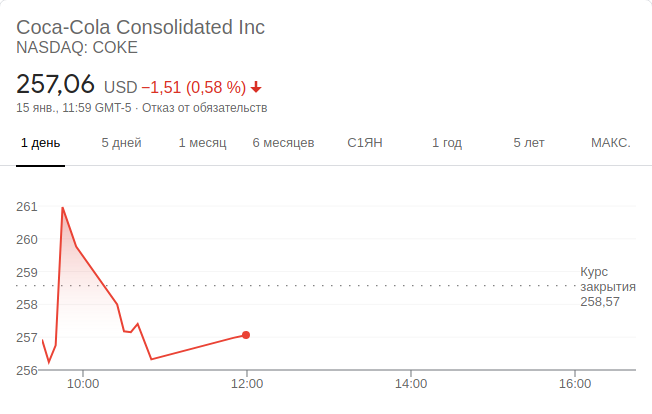 Coca-Cola Consolidated Inc
NASDAQ: COKE
257,06 USD −1,51 (0,58 %)
15 янв., 11:59 GMT-5 · Отказ от обязательств
1 день 5 дней 1 месяц 6 месяцев С1ЯН 1 год 5 лет МАКС.
261
260
259
258
257
256
Курс
закрытия
258,57
10:00 12:00 14:00 16:00